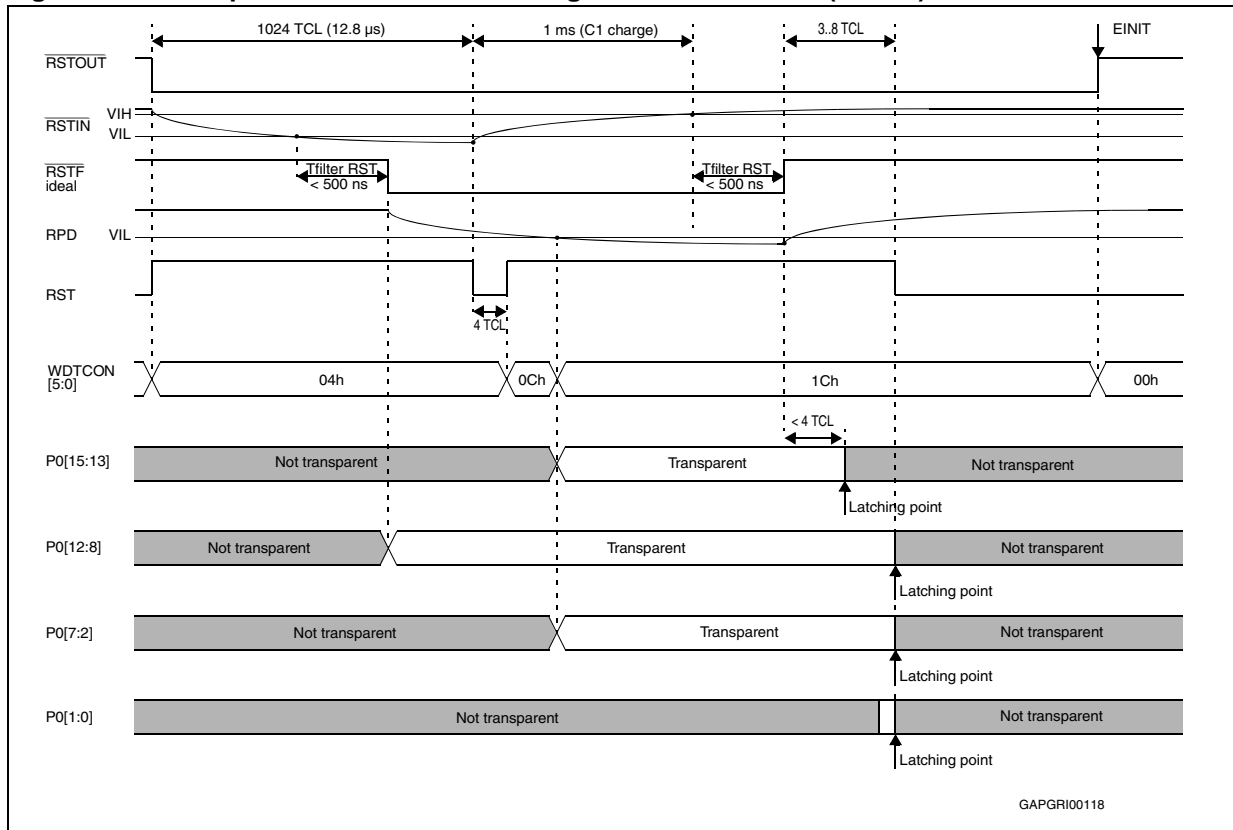 1024 TCL (12.8 µs)
1 ms (C1 charge)
3..8 TCL
EINIT
RSTOUT
RSTIN
VIH
VIL
RSTF
ideal
Tfilter RST
< 500 ns
Tfilter RST
< 500 ns
RPD
VIL
RST
4 TCL
WDTCON
[5:0]
04h
0Ch
1Ch
00h
< 4 TCL
P0[15:13]
Not transparent
Transparent
Not transparent
Latching point
P0[12:8]
Not transparent
Transparent
Not transparent
Latching point
P0[7:2]
Not transparent
Transparent
Not transparent
Latching point
P0[1:0]
Not transparent
Not transparent
Latching point
GAPGRI00118